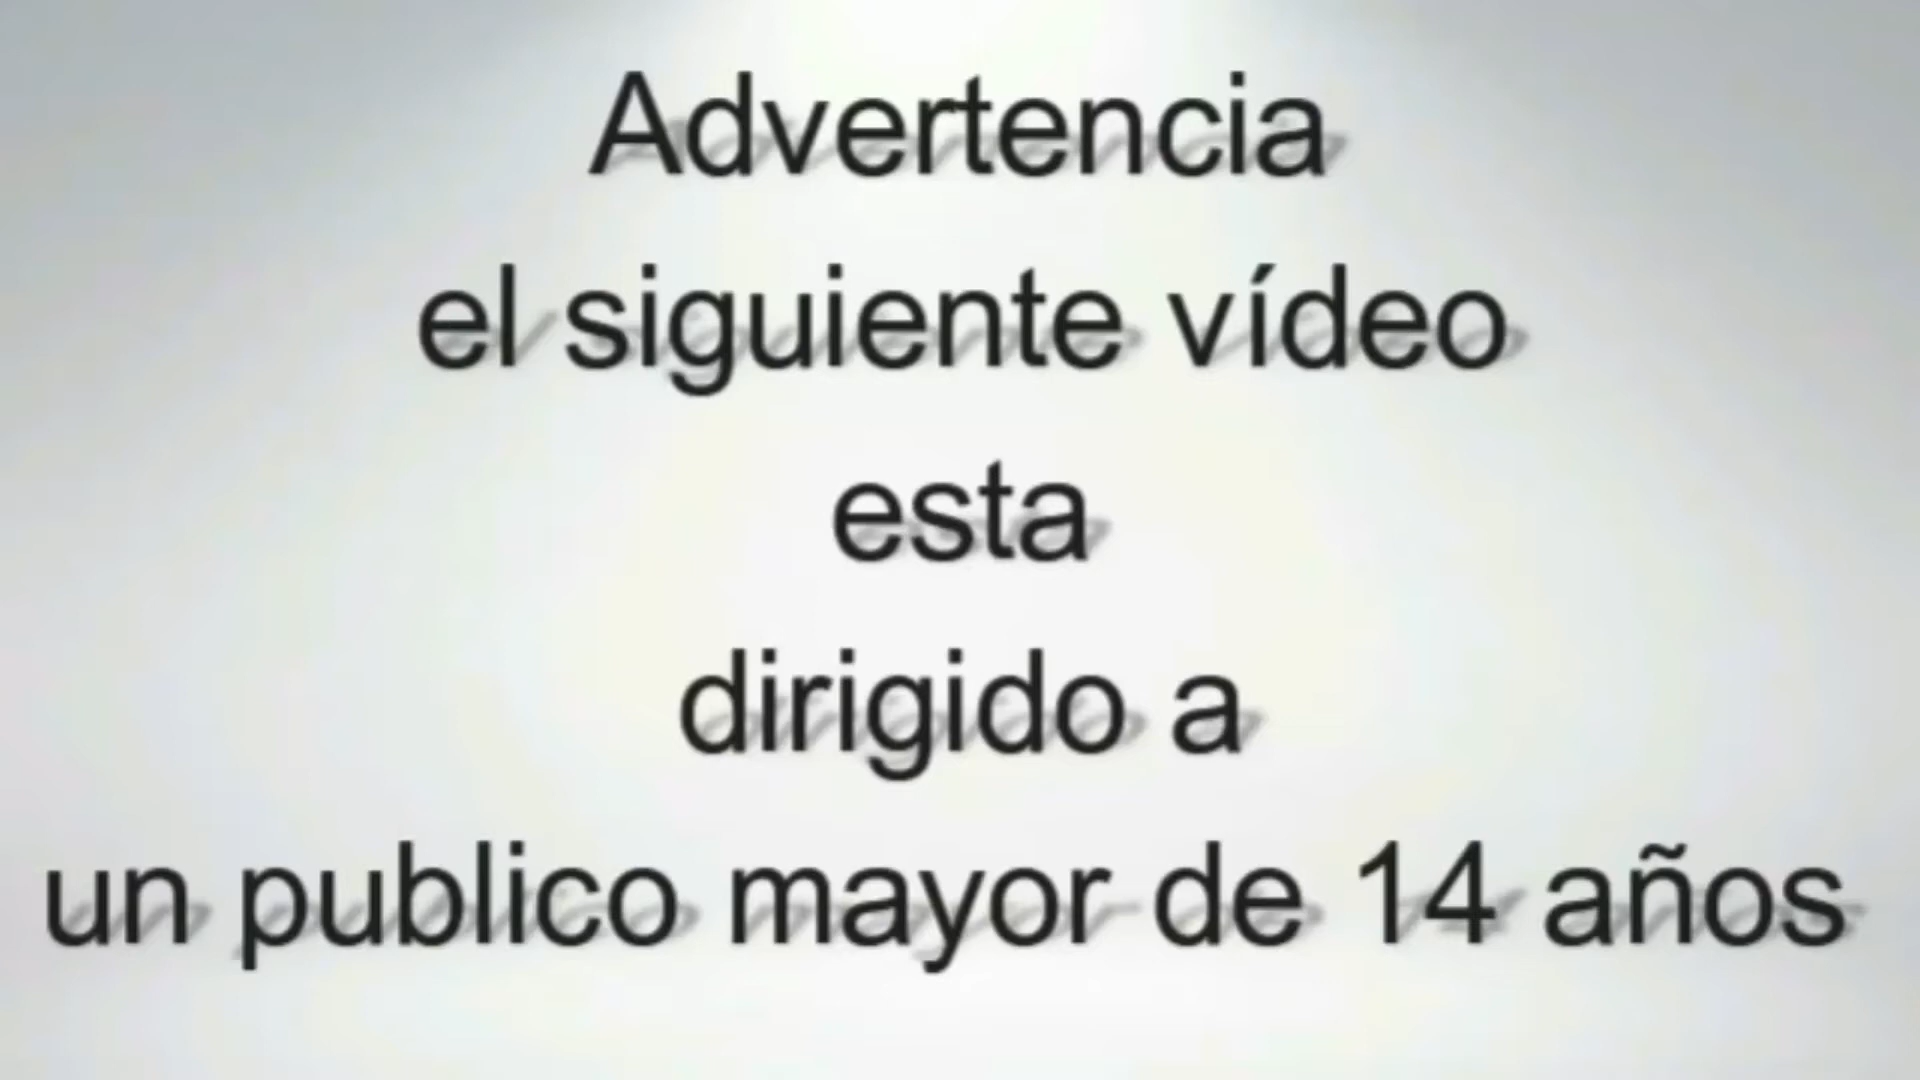 Advertencia
el siguiente vídeo
esta
dirigido a
un publico mayor de 14 años